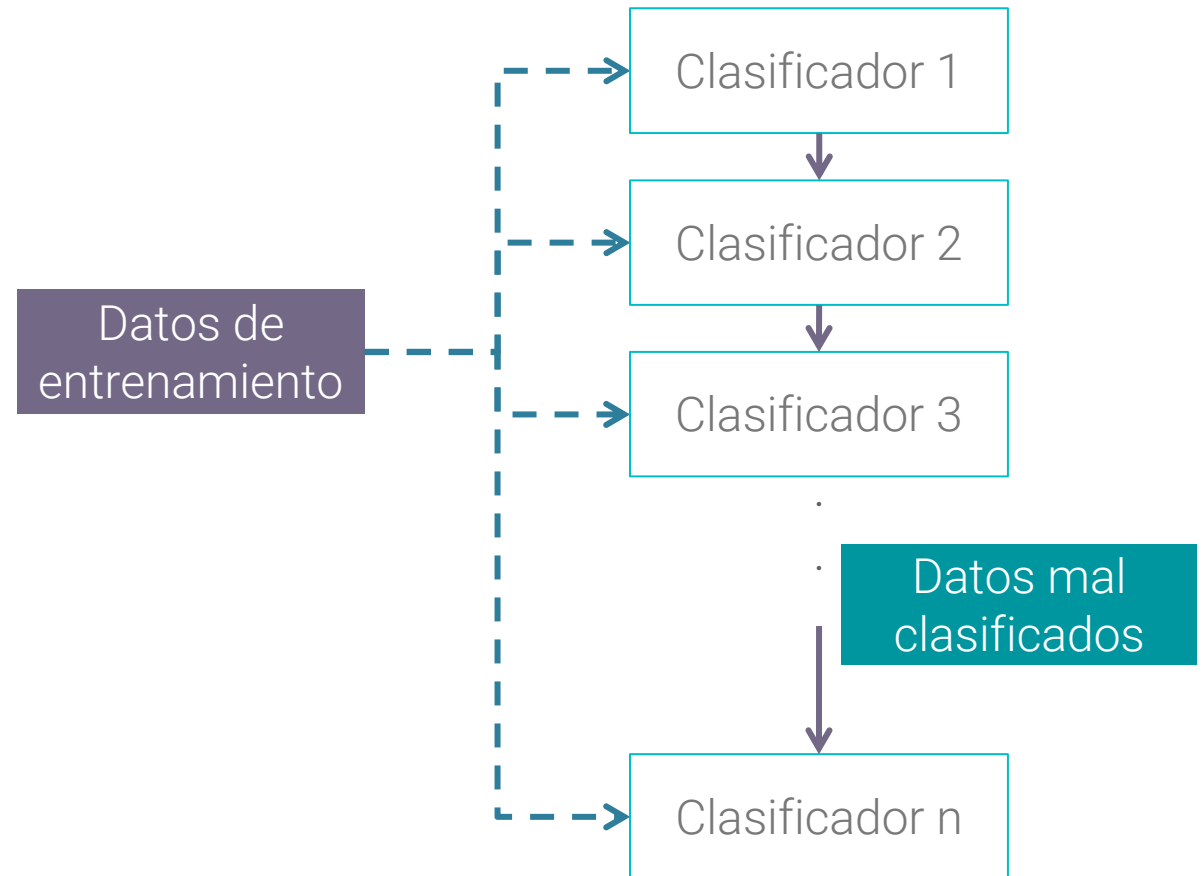 Clasificador 1
Clasificador 2
Datos de
entrenamiento
Clasificador 3
Datos mal
clasificados
Clasificador n